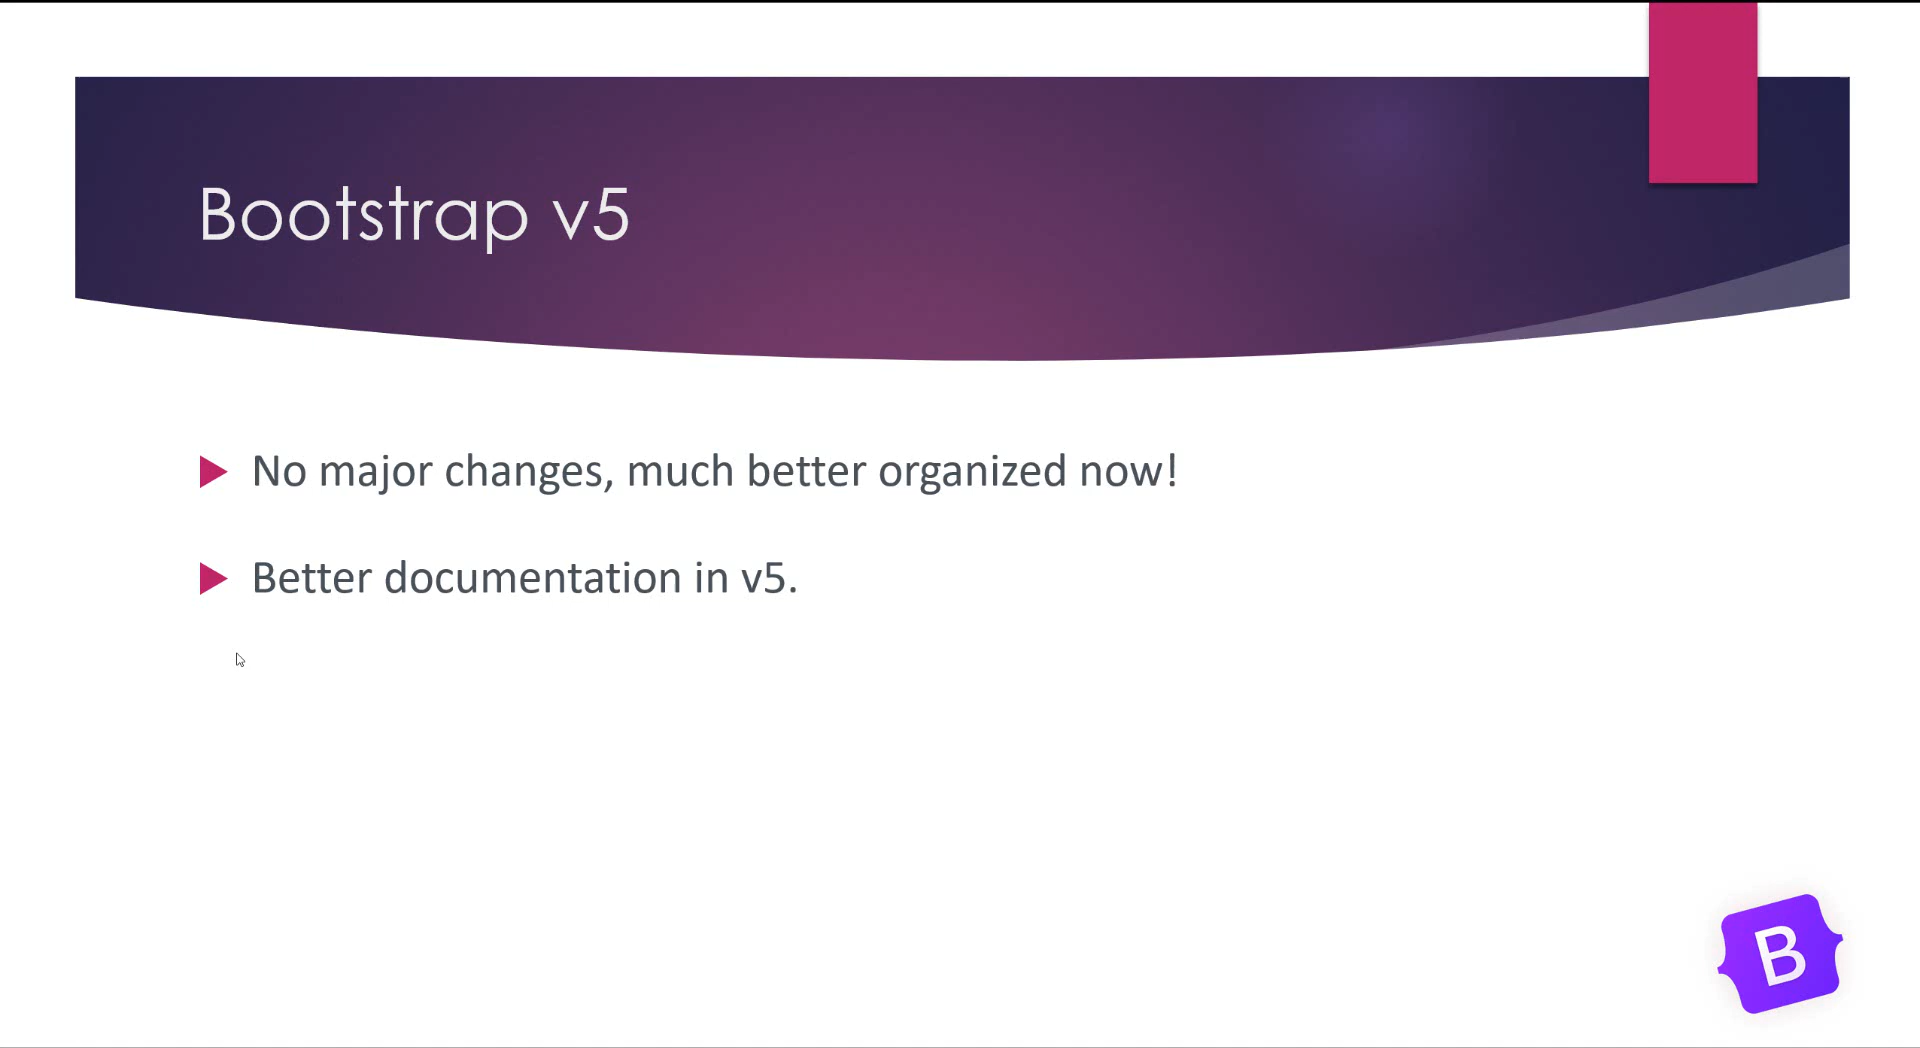 Bootstrap v5
No major changes, much better organized now!
Better documentation in v5.
B